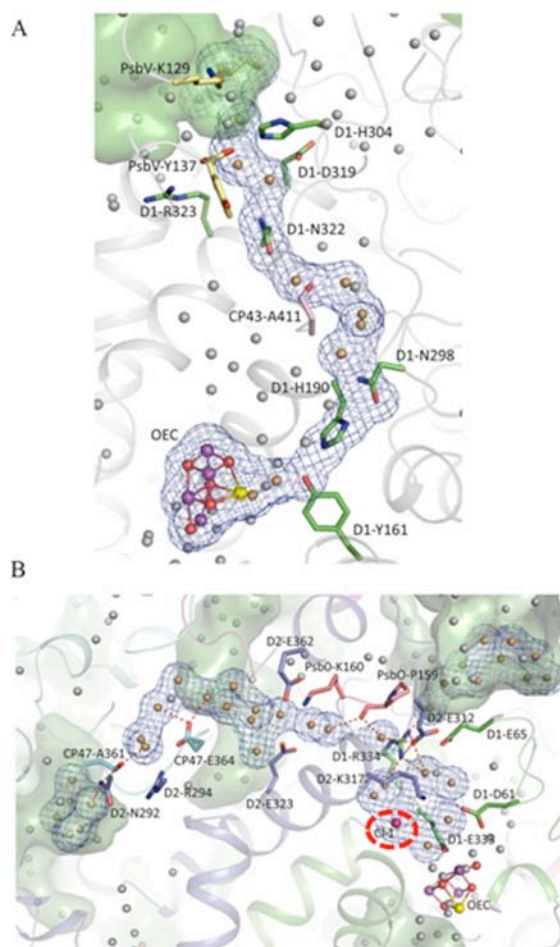 A
PsbV-K129
D1-H304
PsbV-Y137
D1-D319
D1-R323
D1-N322
CP43-A411
D1-N298
D1-H190
OEC
D1-Y161
B
D2-E362
PsbO-K160
PsbO-P159
D2-E312
CP47-A361
CP47-E364
D1-R334
D1-E65
D2-K317
D2-R294
D2-E323
D1-D61
D2-N292
Cl-1
D1-E333
OEC